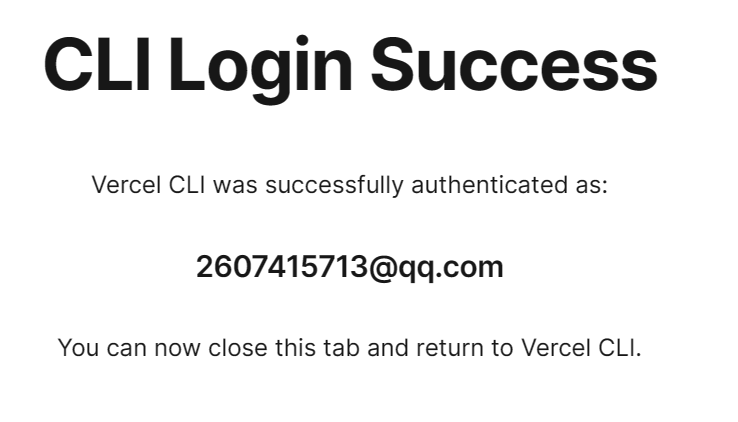 CLI Login Success
Vercel CLI was successfully authenticated as:
2607415713@qq.com
You can now close this tab and return to Vercel CLI.